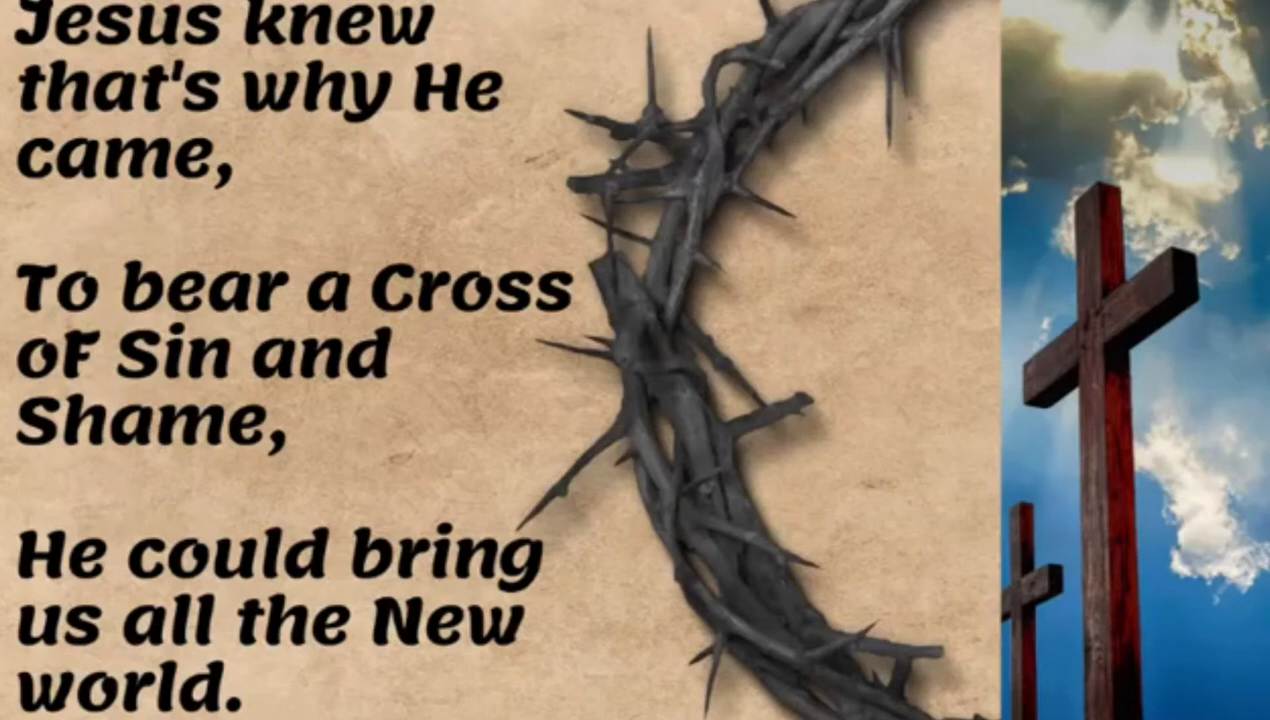 Jesus knew
that's why He
came,
To bear a Cross
oF Sin and
Shame,
He could bring
us all the New
world.